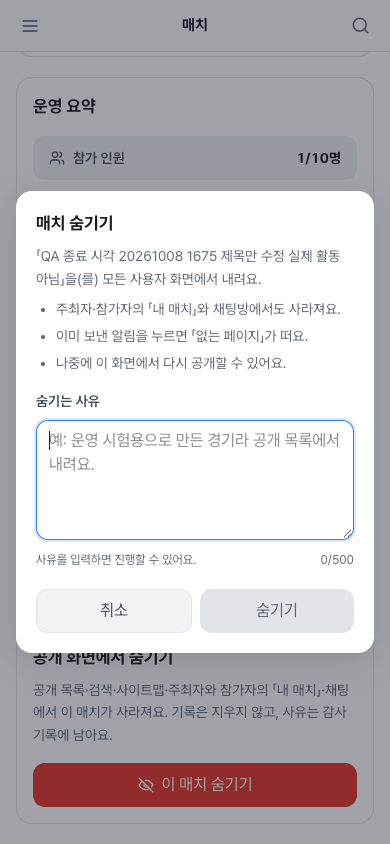 매치
운영 요약
참가 인원
1/10명
매치 숨기기
「QA 종료 시각 20261008 1675 제목만 수정 실제 활동
아님」을(를) 모든 사용자 화면에서 내려요.
• 주최자·참가자의 「내 매치」와 채팅방에서도 사라져요.
• 이미 보낸 알림을 누르면 「없는 페이지」가 떠요.
• 나중에 이 화면에서 다시 공개할 수 있어요.
숨기는 사유
예: 운영 시험용으로 만든 경기라 공개 목록에서
내려요.
사유를 입력하면 진행할 수 있어요.
0/500
취소
숨기기
공개 화면에서 숨기기
공개 목록·검색·사이트맵·주최자와 참가자의 「내 매치」·채팅
에서 이 매치가 사라져요. 기록은 지우지 않고, 사유는 감사
기록에 남아요.
이 매치 숨기기